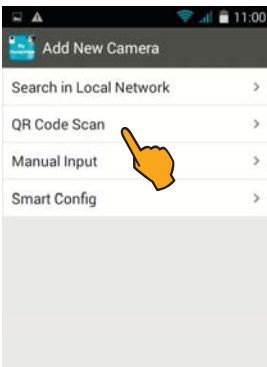 11:00
Add New Camera
Search in Local Network
QR Code Scan
Manual Input
Smart Config